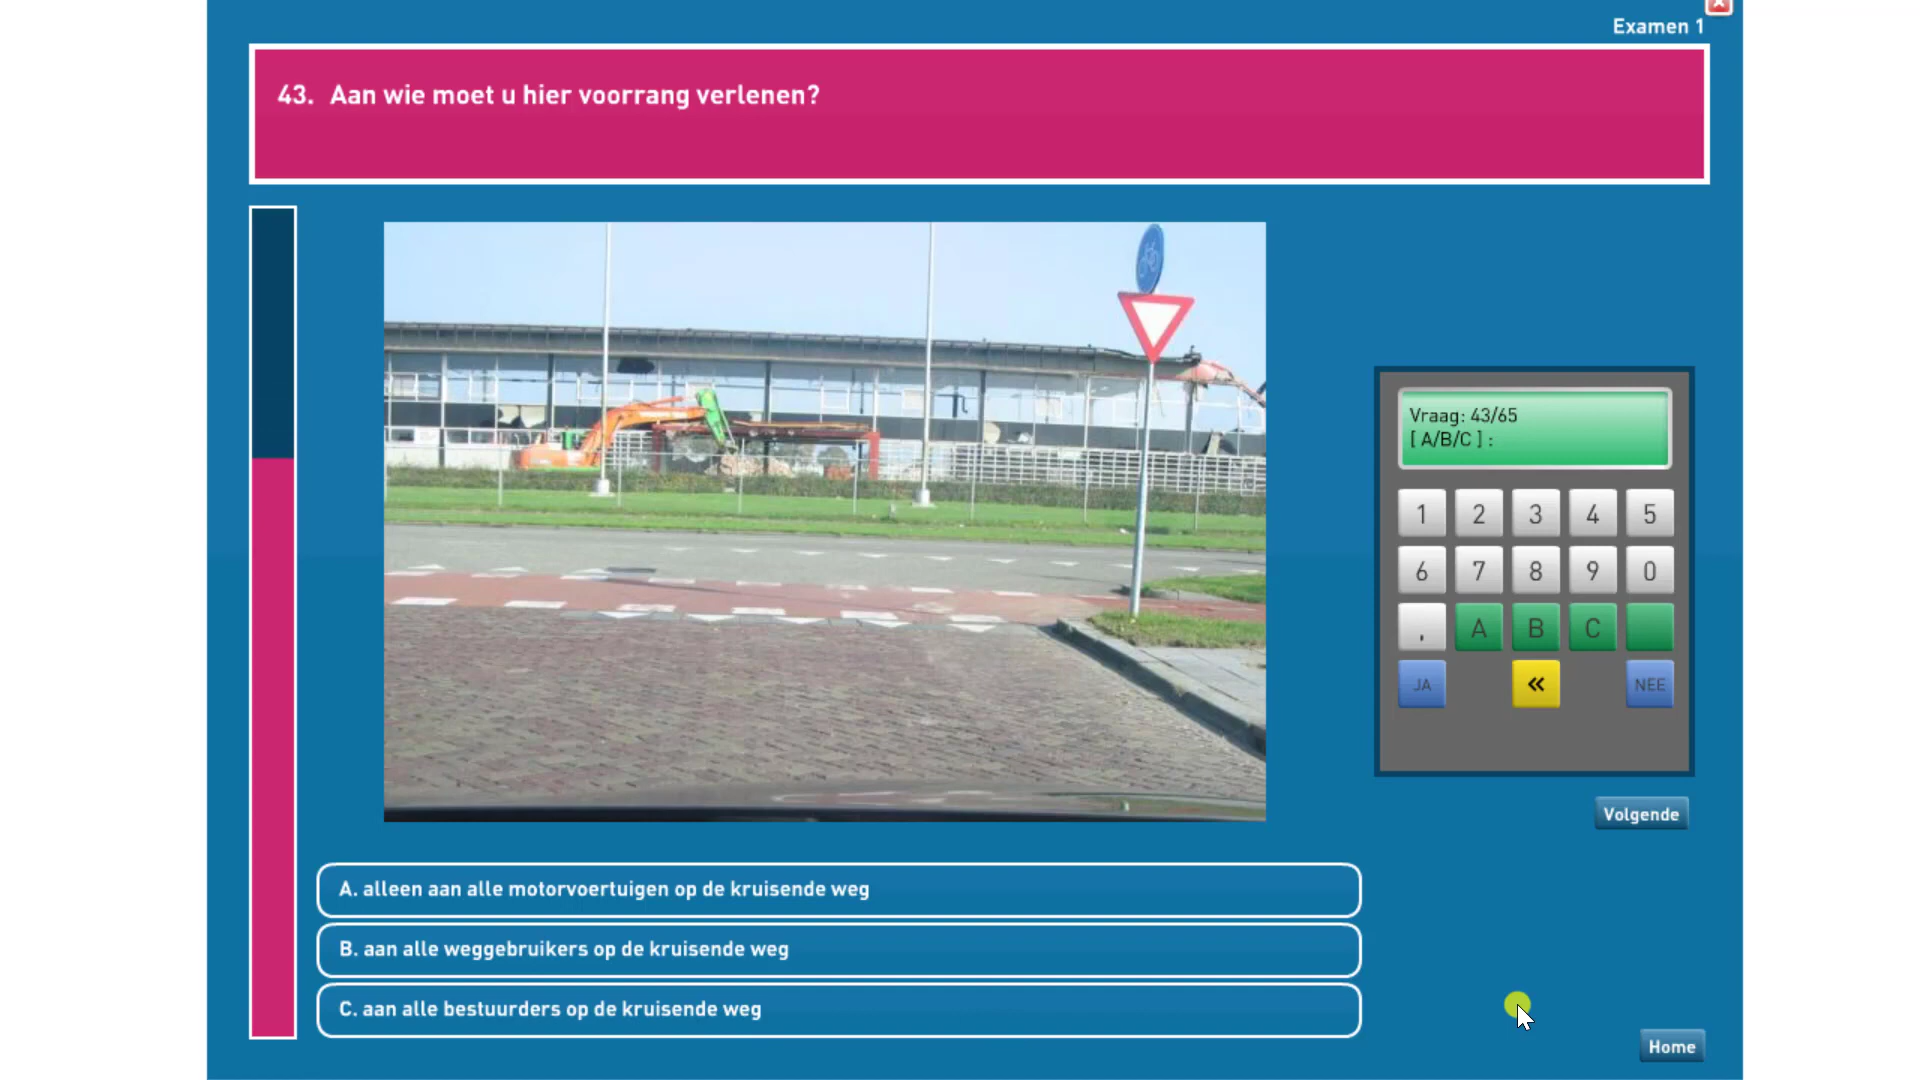 Examen 1
43. Aan wie moet u hier voorrang verlenen?
Vraag: 43/65
[ A/B/C ] :
1 2 3 4 5
6 7 8 9 0
, A B C
JA « NEE
Volgende
A. alleen aan alle motorvoertuigen op de kruisende weg
B. aan alle weggebruikers op de kruisende weg
C. aan alle bestuurders op de kruisende weg
Home